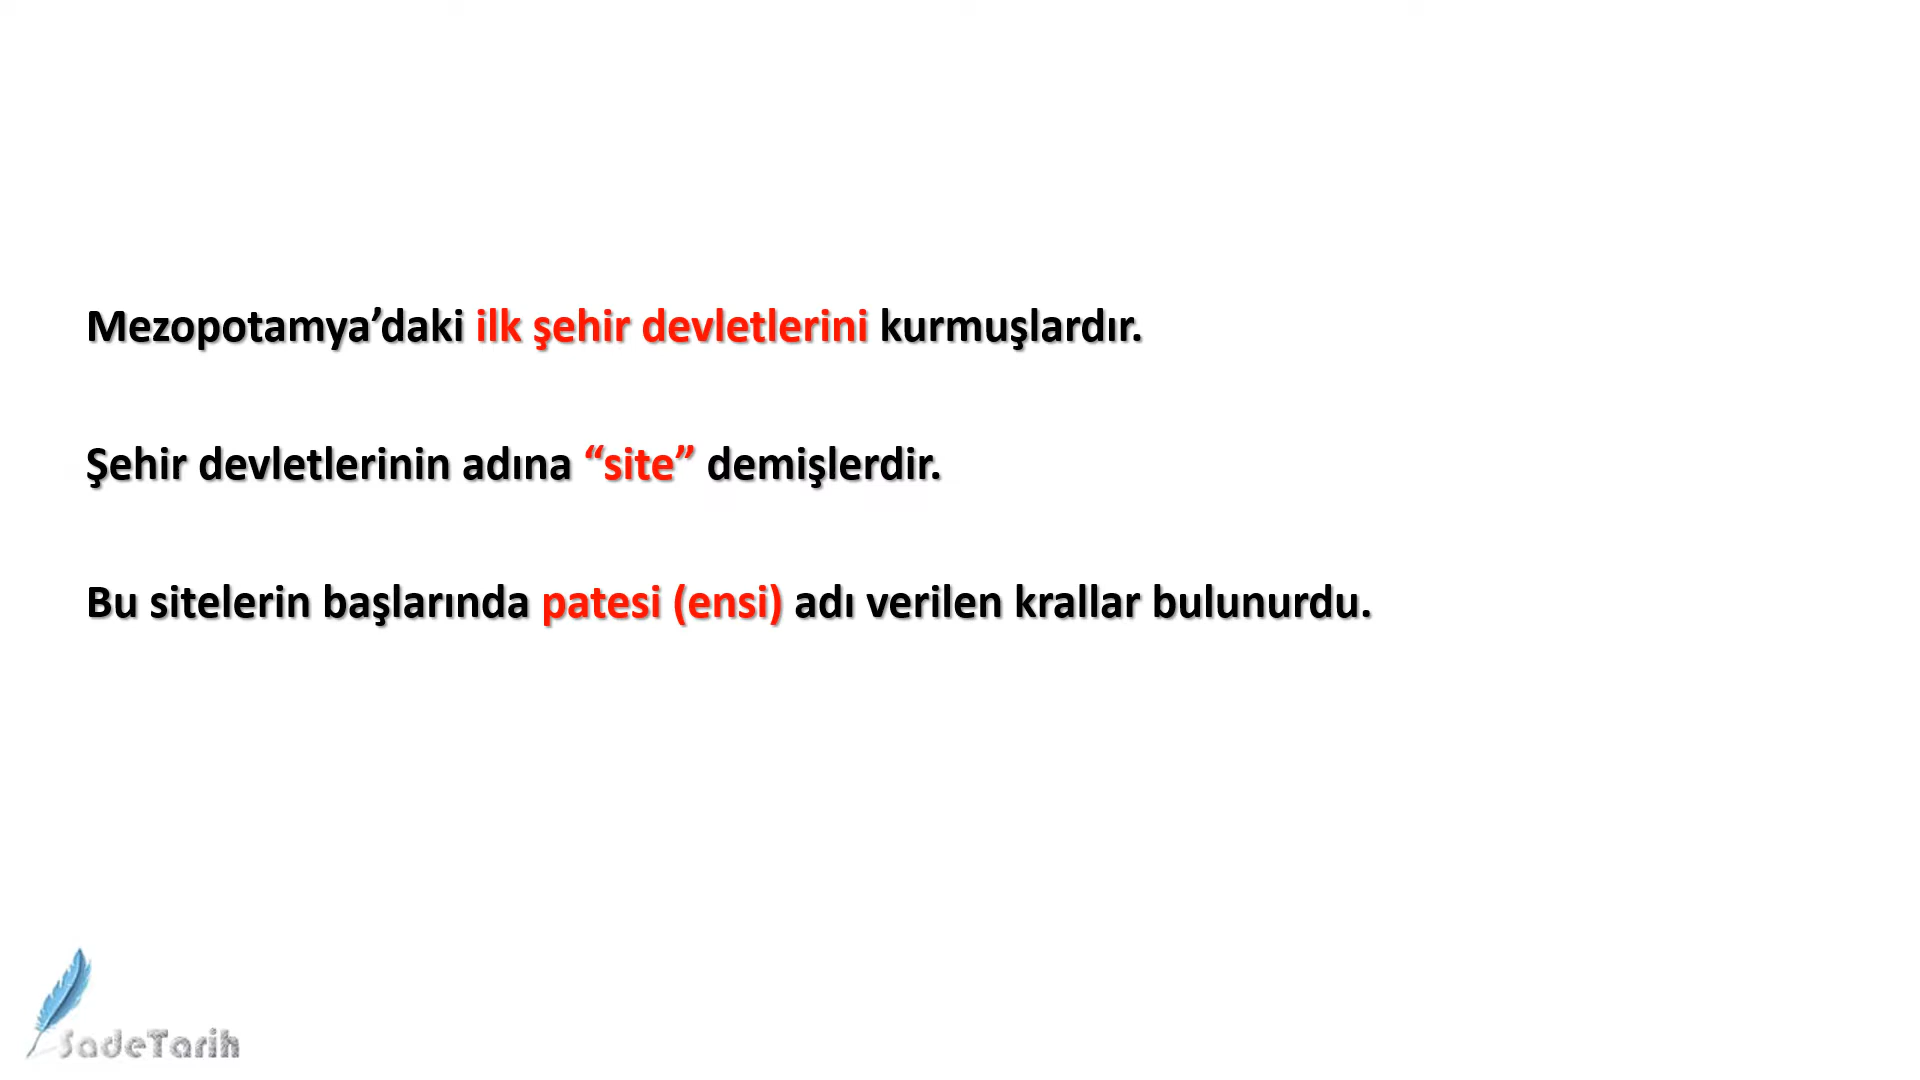 Mezopotamya’daki ilk şehir devletlerini kurmuşlardır.
Şehir devletlerinin adına “site” demişlerdir.
Bu sitelerin başlarında patesi (ensi) adı verilen krallar bulunurdu.
SadeTarih